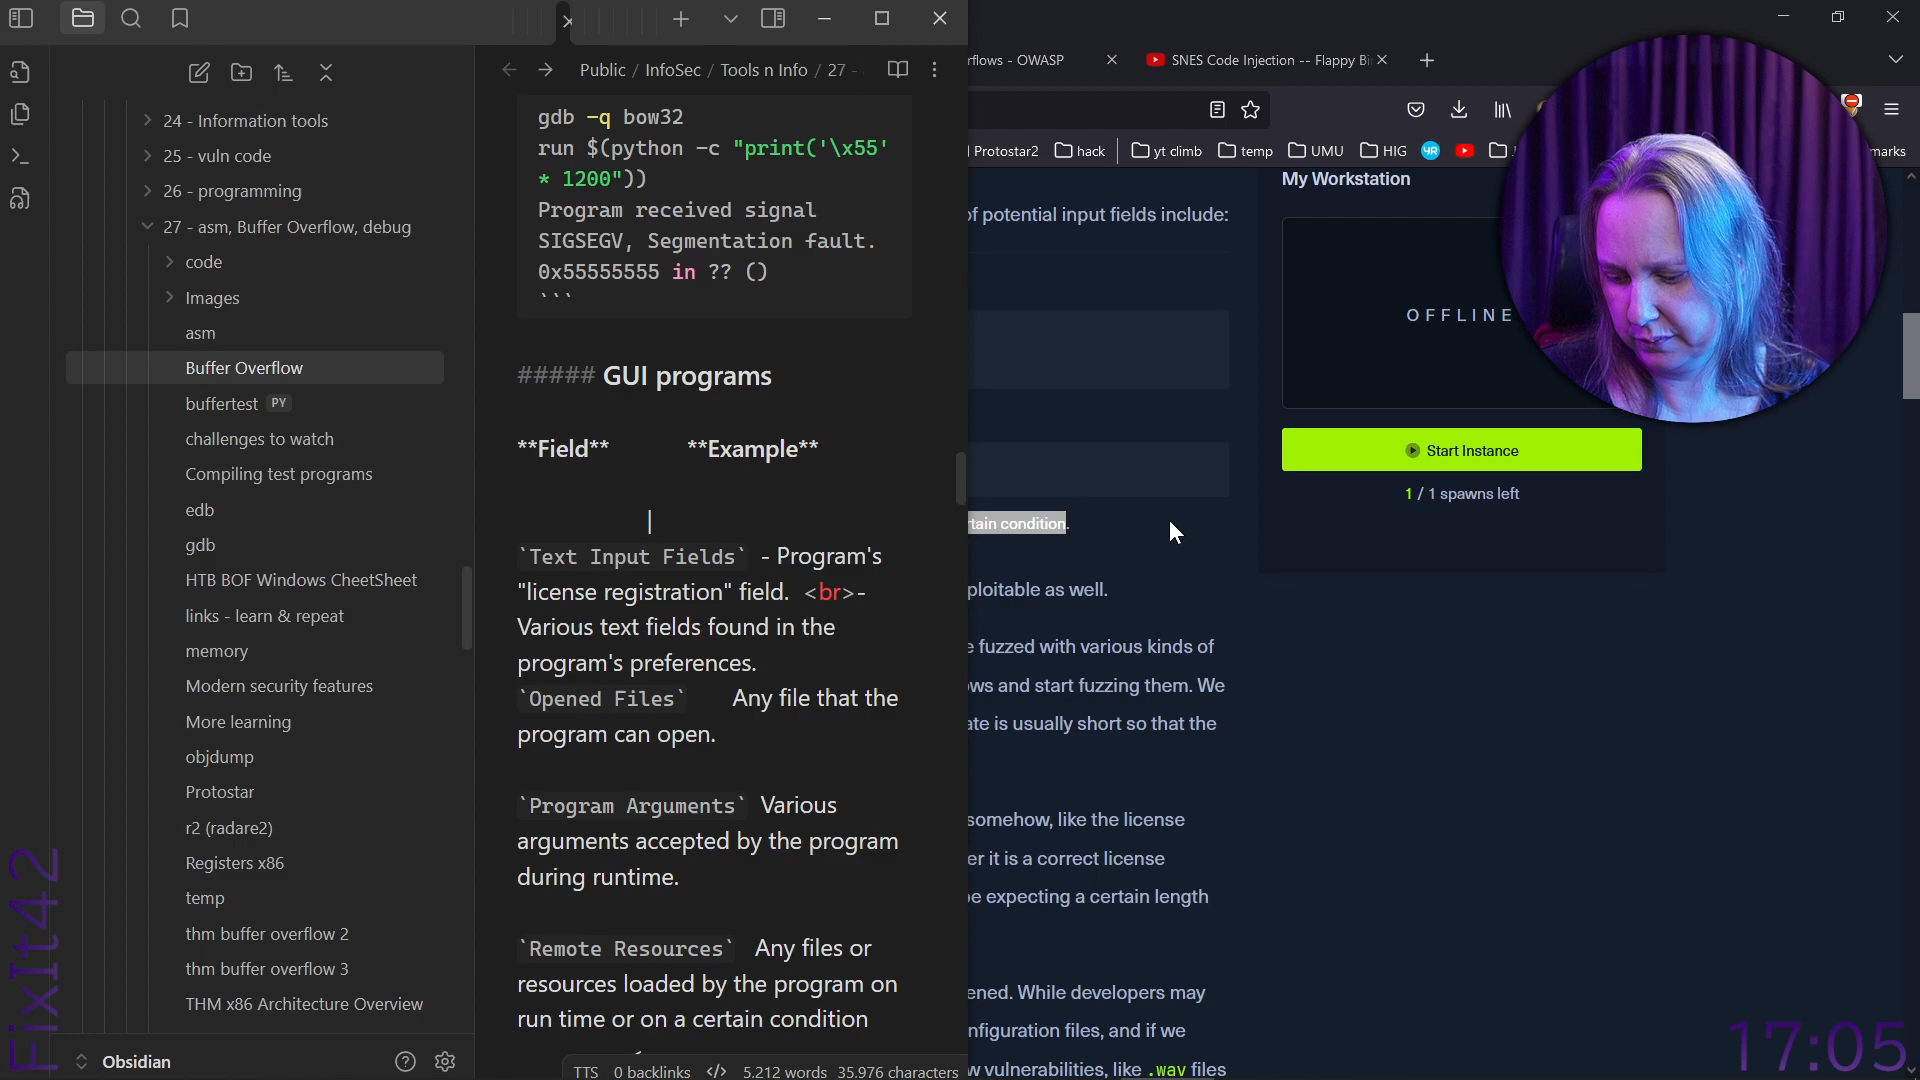 Public / InfoSec / Tools n Info / 27 -
24 - Information tools
25 - vuln code
26 - programming
27 - asm, Buffer Overflow, debug
code
Images
asm
Buffer Overflow
buffertest PY
challenges to watch
Compiling test programs
edb
gdb
HTB BOF Windows CheetSheet
links - learn & repeat
memory
Modern security features
More learning
objdump
Protostar
r2 (radare2)
Registers x86
temp
thm buffer overflow 2
thm buffer overflow 3
THM x86 Architecture Overview
Obsidian
FixIt42
gdb -q bow32
run $(python -c "print('\x55'
* 1200"))
Program received signal
SIGSEGV, Segmentation fault.
0x55555555 in ?? ()
```
##### GUI programs
**Field** **Example**
`Text Input Fields` - Program's
"license registration" field. <br>-
Various text fields found in the
program's preferences.
`Opened Files` Any file that the
program can open.
`Program Arguments` Various
arguments accepted by the program
during runtime.
`Remote Resources` Any files or
resources loaded by the program on
run time or on a certain condition
TTS 0 backlinks </> 5.212 words 35.976 characters
rflows - OWASP
SNES Code Injection -- Flappy Bi
Protostar2
hack
yt climb
temp
UMU
HIG
marks
of potential input fields include:
tain condition.
ploitable as well.
e fuzzed with various kinds of
ows and start fuzzing them. We
ate is usually short so that the
somehow, like the license
er it is a correct license
be expecting a certain length
ened. While developers may
nfiguration files, and if we
w vulnerabilities, like .wav files
My Workstation
OFFLINE
Start Instance
1 / 1 spawns left
17:05